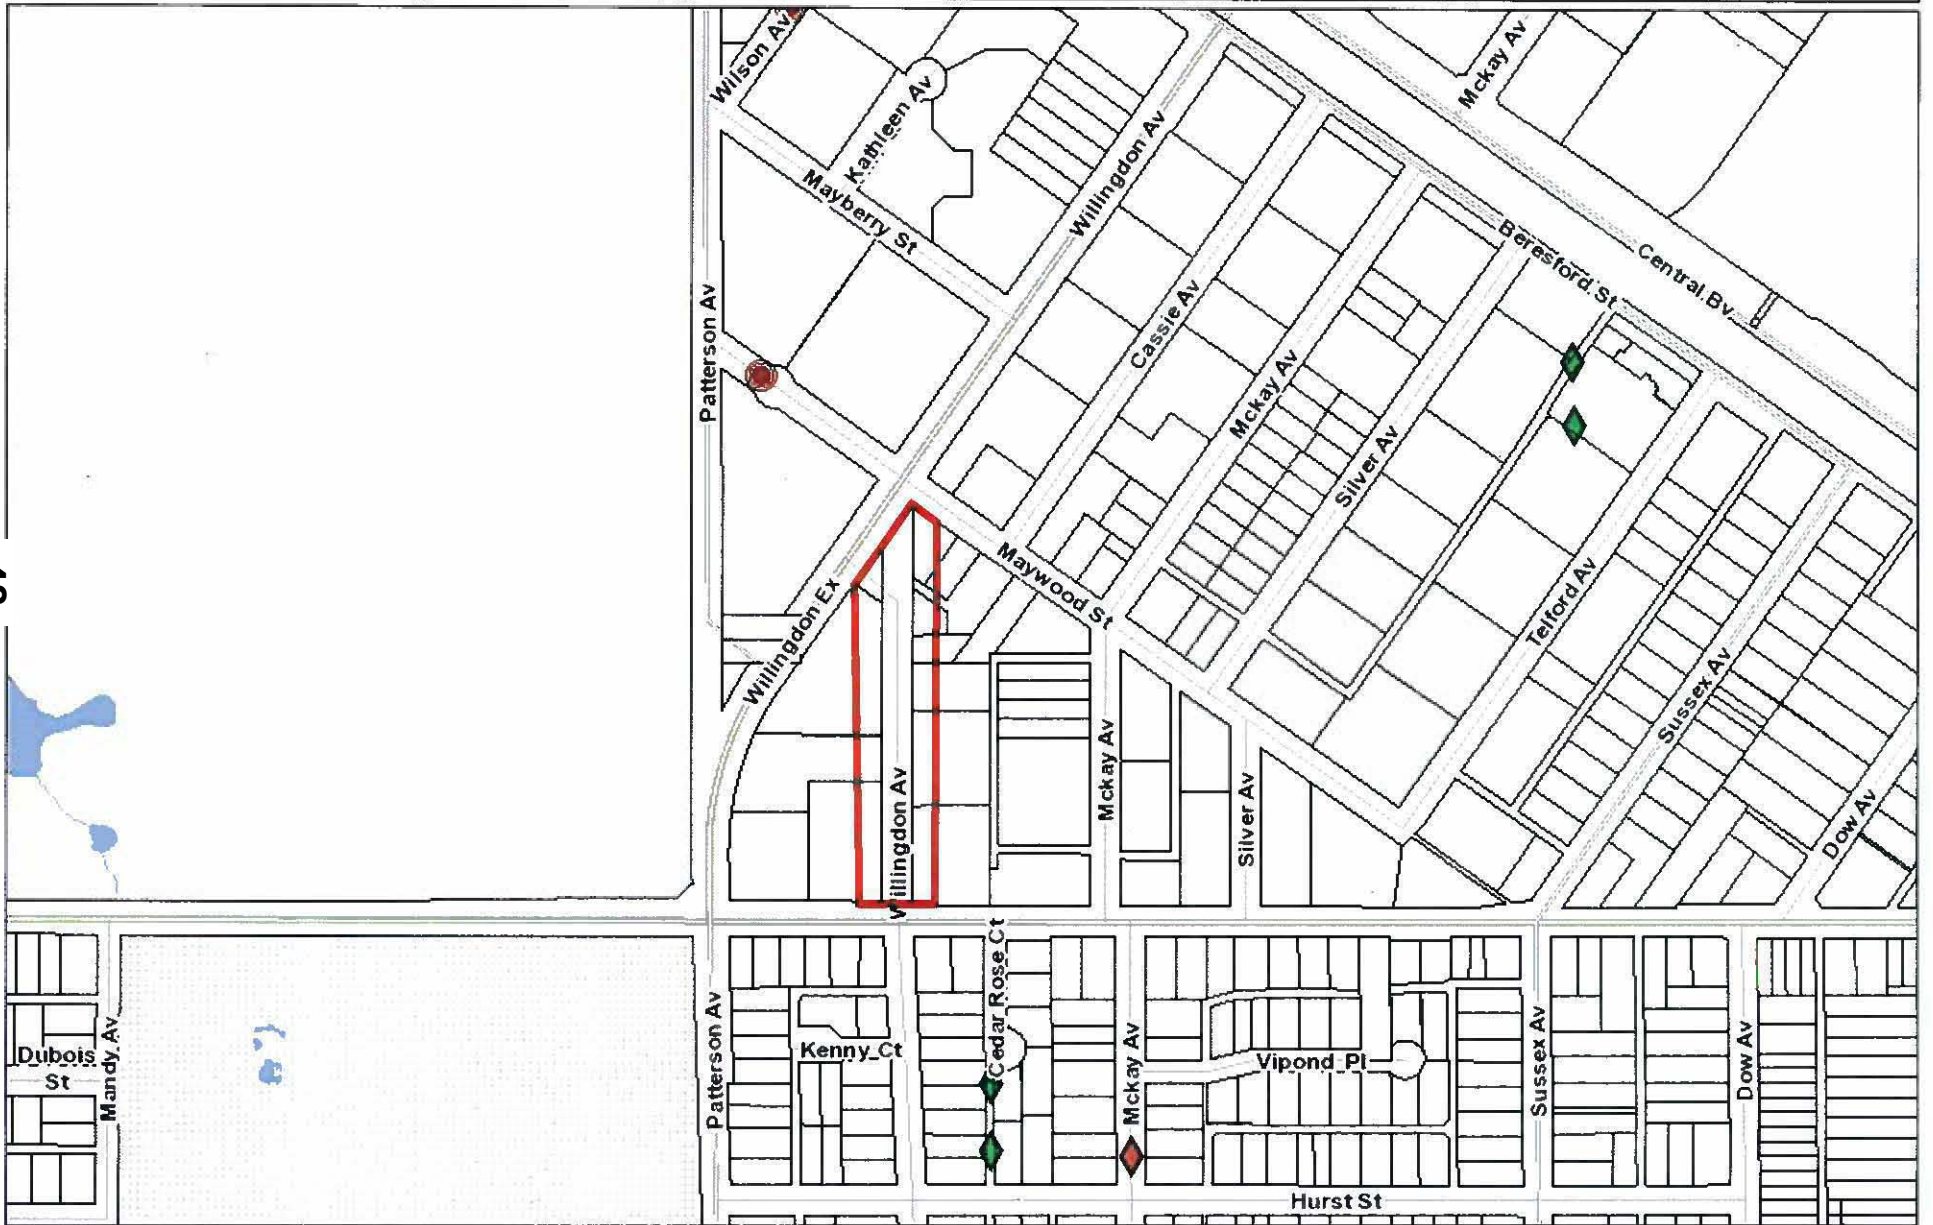 Wilson Av
Kathleen Av
Mayberry St
Willingdon Av
Mckay Av
Beresford St
Central Bv
Patterson Av
Cassie Av
Mckay Av
Silver Av
Maywood St
Willingdon Ex
Telford Av
Sussex Av
Willingdon Av
Mckay Av
Silver Av
Dow Av
Cedar Rose Ct
Dubois
St
Mandy Av
Patterson Av
Kenny Ct
Mckay Av
Vipond Pl
Sussex Av
Dow Av
Hurst St